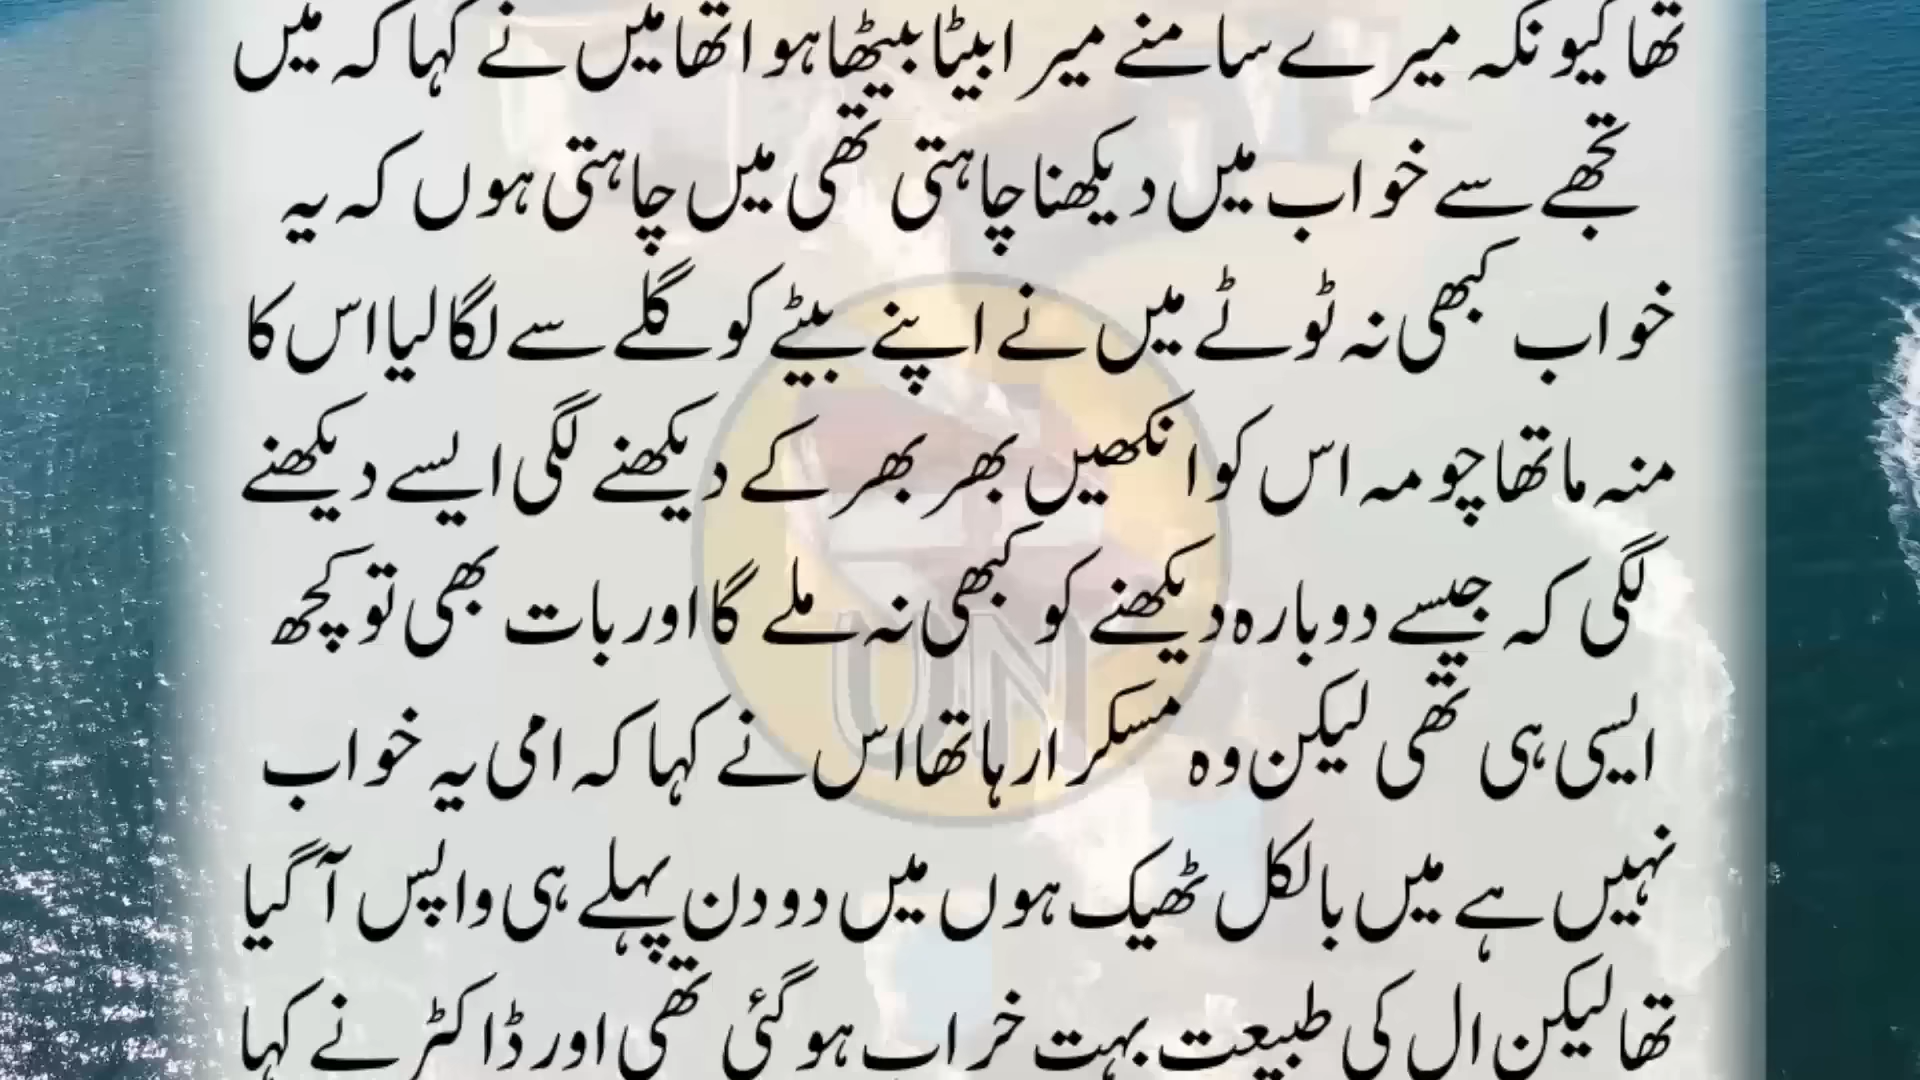 تھا کیونکہ میرے سامنے میرا بیٹا بیٹھا ہوا تھا میں نے کہا کہ میں
تجھے سے خواب میں دیکھنا چاہتی تھی میں چاہتی ہوں کہ یہ
خواب کبھی نہ ٹوٹے میں نے اپنے بیٹے کو گلے سے لگا لیا اس کا
منہ ماتھا چومہ اس کو انکھیں بھر بھر کے دیکھنے لگی ایسے دیکھنے
لگی کہ جیسے دوبارہ دیکھنے کو کبھی نہ ملے گا اور بات بھی تو کچھ
ایسی ہی تھی لیکن وہ مسکرا رہا تھا اس نے کہا کہ امی یہ خواب
نہیں ہے میں بالکل ٹھیک ہوں میں دو دن پہلے ہی واپس آگیا
تھا لیکن ال کی طبیعت بہت خراب ہو گئی تھی اور ڈاکٹر نے کہا
UN